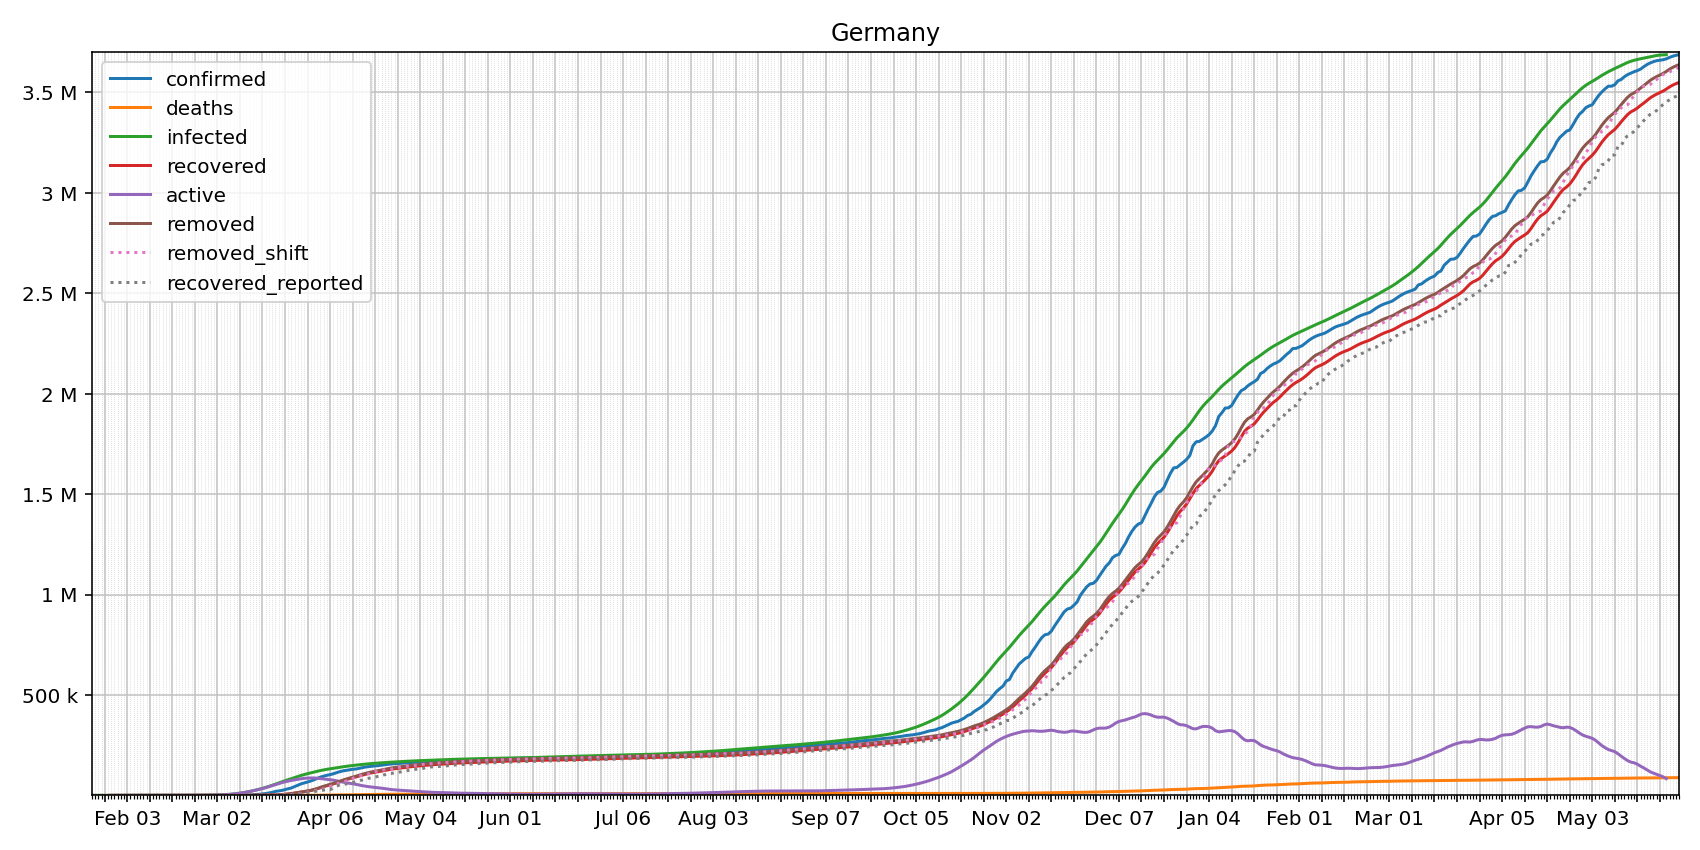 Germany
confirmed
deaths
infected
recovered
active
removed
removed_shift
recovered_reported
3.5 M
3 M
2.5 M
2 M
1.5 M
1 M
500 k
Feb 03 Mar 02 Apr 06 May 04 Jun 01 Jul 06 Aug 03 Sep 07 Oct 05 Nov 02 Dec 07 Jan 04 Feb 01 Mar 01 Apr 05 May 03